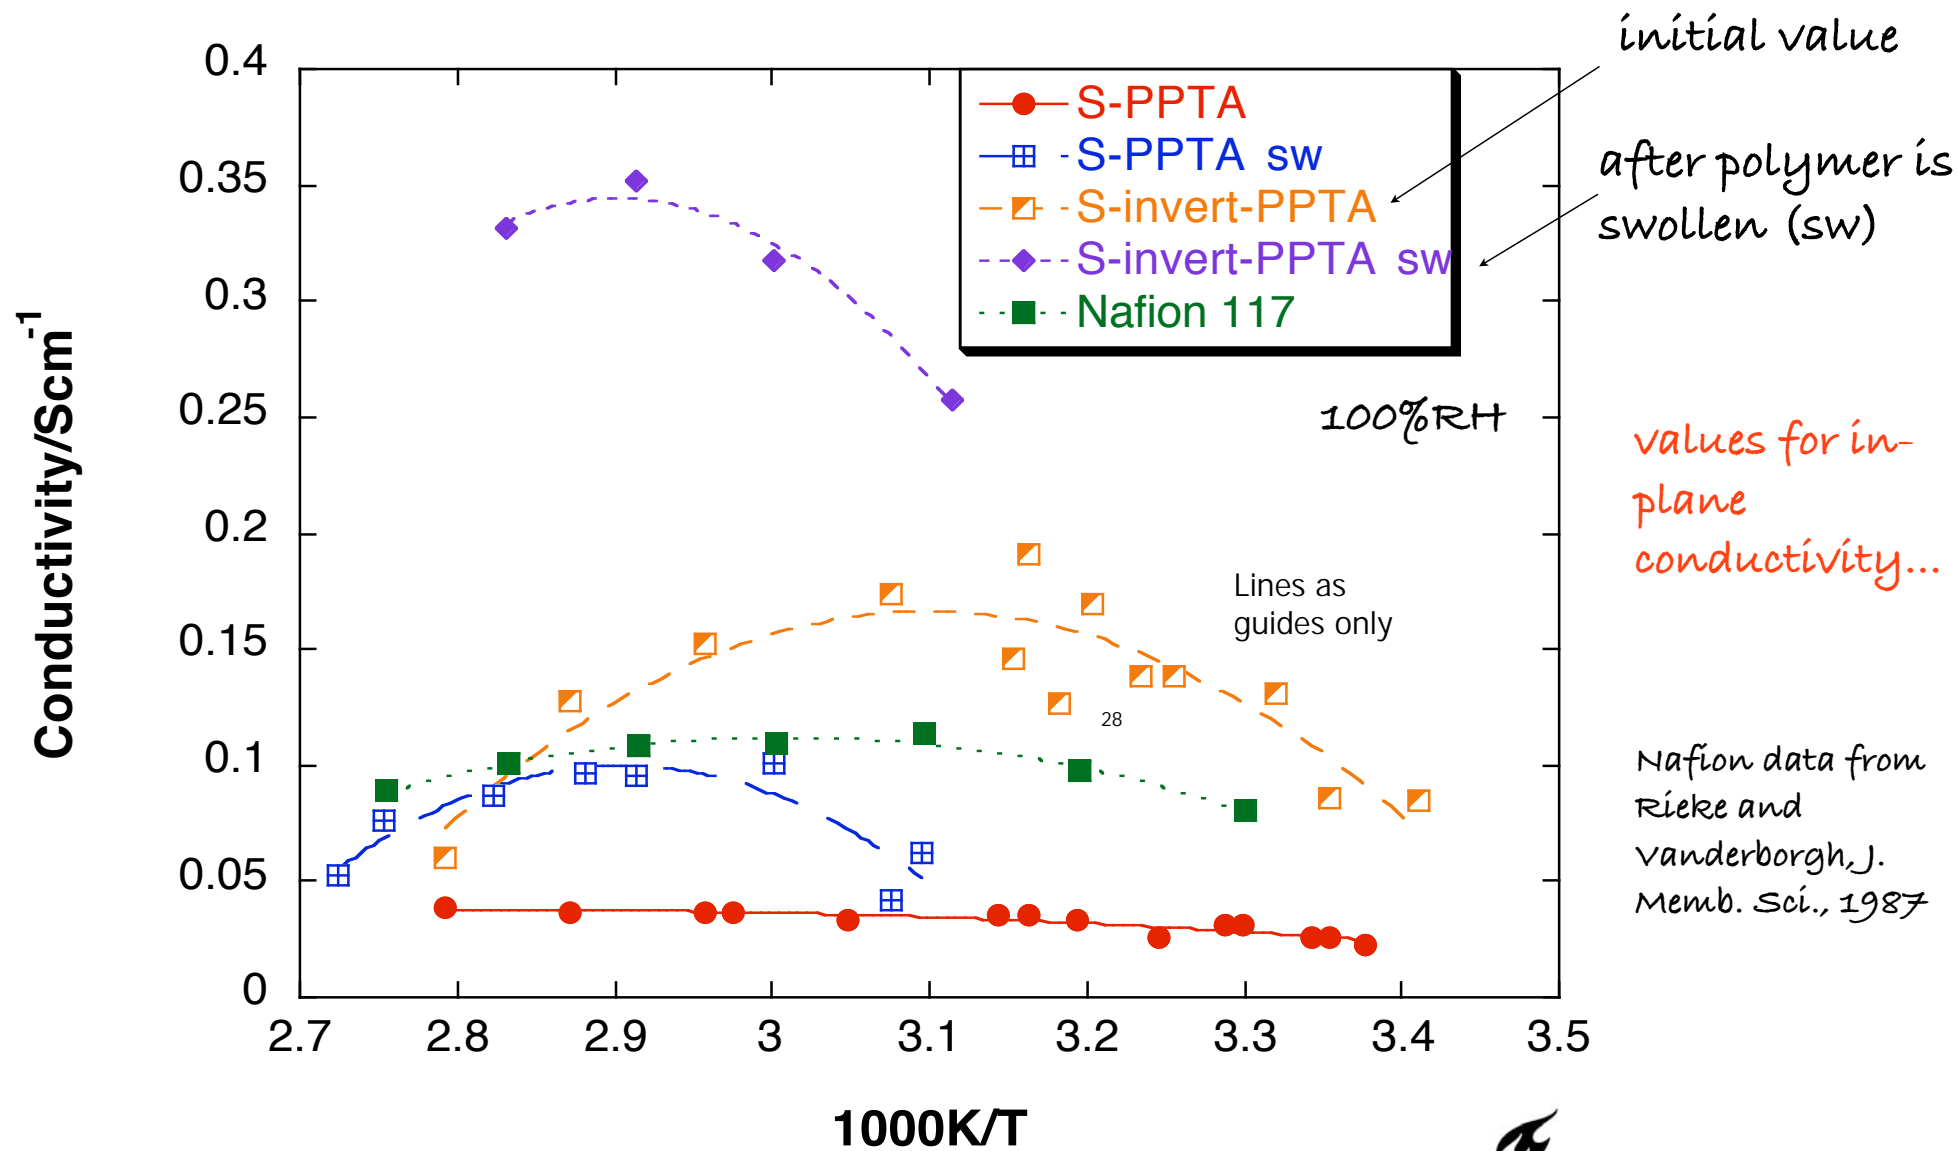 initial value
after polymer is
swollen (sw)
0.4
0.35
0.3
0.25
0.2
0.15
0.1
0.05
0
Conductivity/Scm-1
S-PPTA
S-PPTA sw
S-invert-PPTA
S-invert-PPTA sw
Nafion 117
100%RH
values for in-
plane
conductivity...
Lines as
guides only
28
Nafion data from
Rieke and
Vanderborgh, J.
Memb. Sci., 1987
2.7 2.8 2.9 3 3.1 3.2 3.3 3.4 3.5
1000K/T